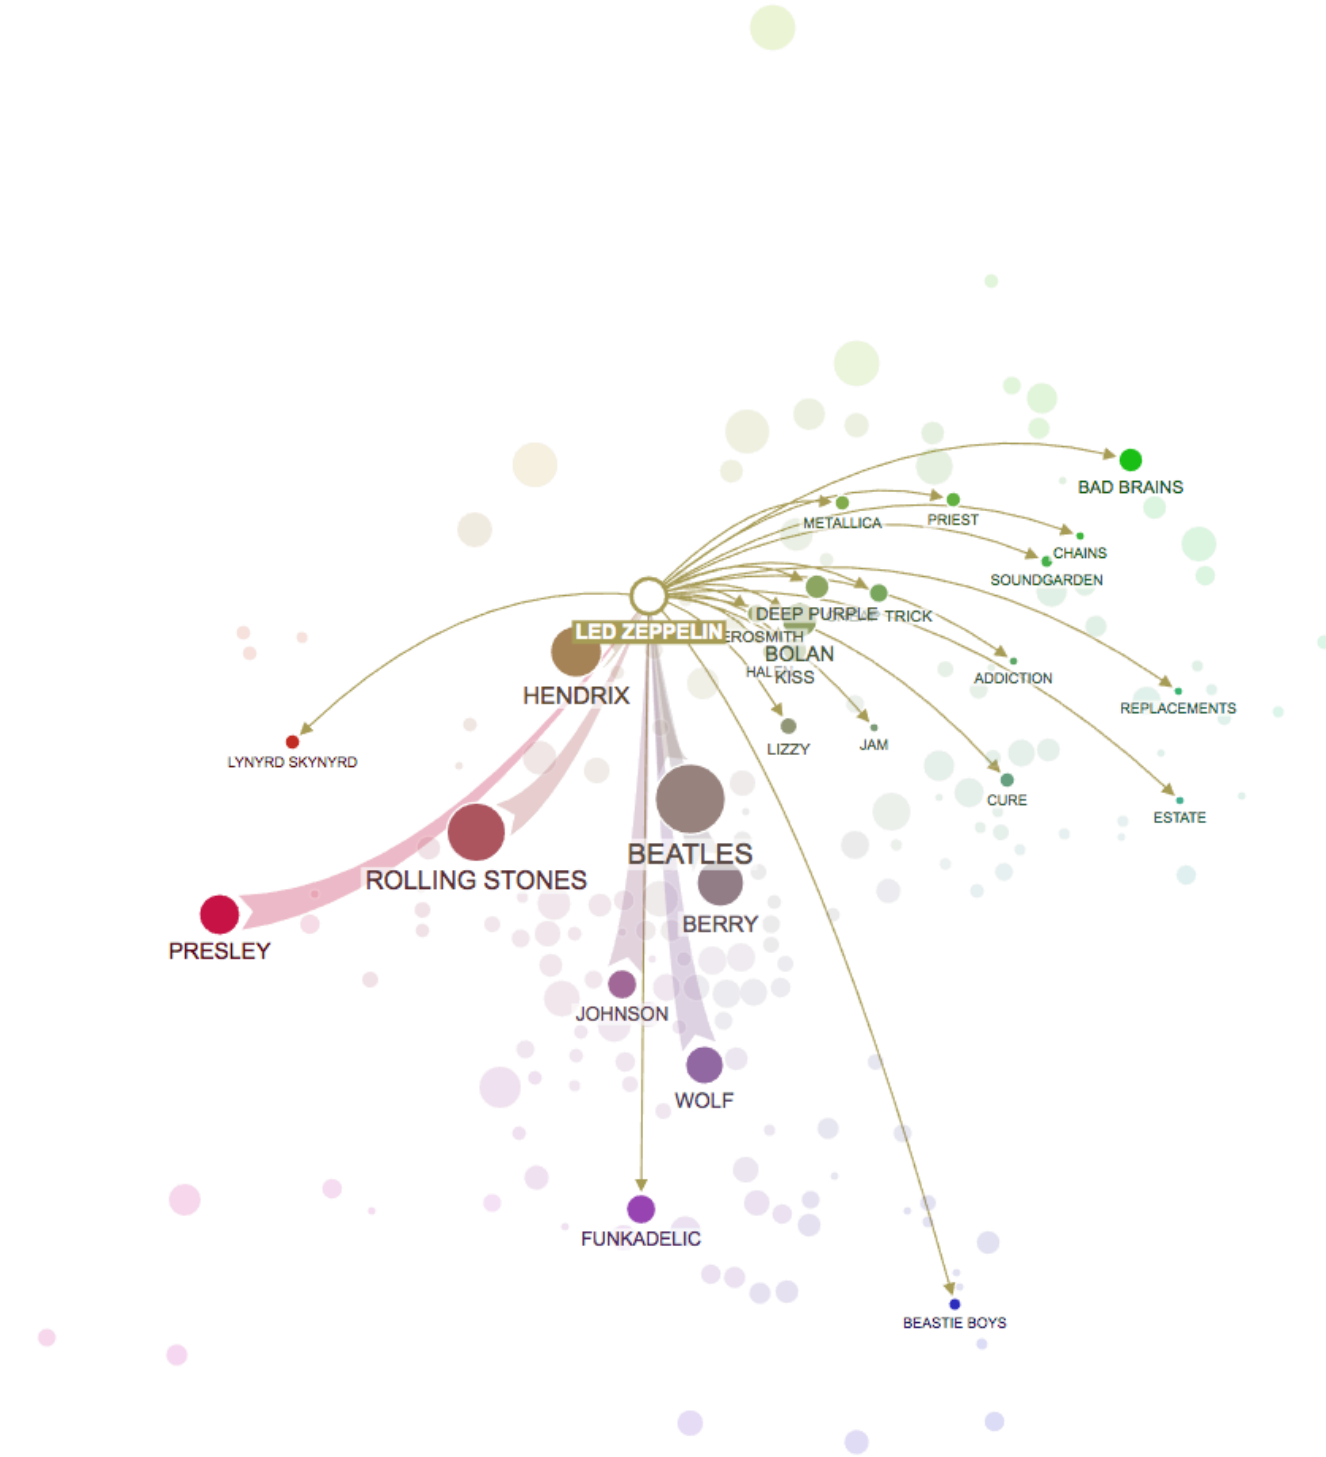 BAD BRAINS
METALLICA
PRIEST
CHAINS
SOUNDGARDEN
DEEP PURPLE
TRICK
LED ZEPPELIN
EROSMITH
BOLAN
HALEN
KISS
ADDICTION
HENDRIX
REPLACEMENTS
LIZZY
JAM
LYNYRD SKYNYRD
CURE
ESTATE
BEATLES
ROLLING STONES
BERRY
PRESLEY
JOHNSON
WOLF
FUNKADELIC
BEASTIE BOYS